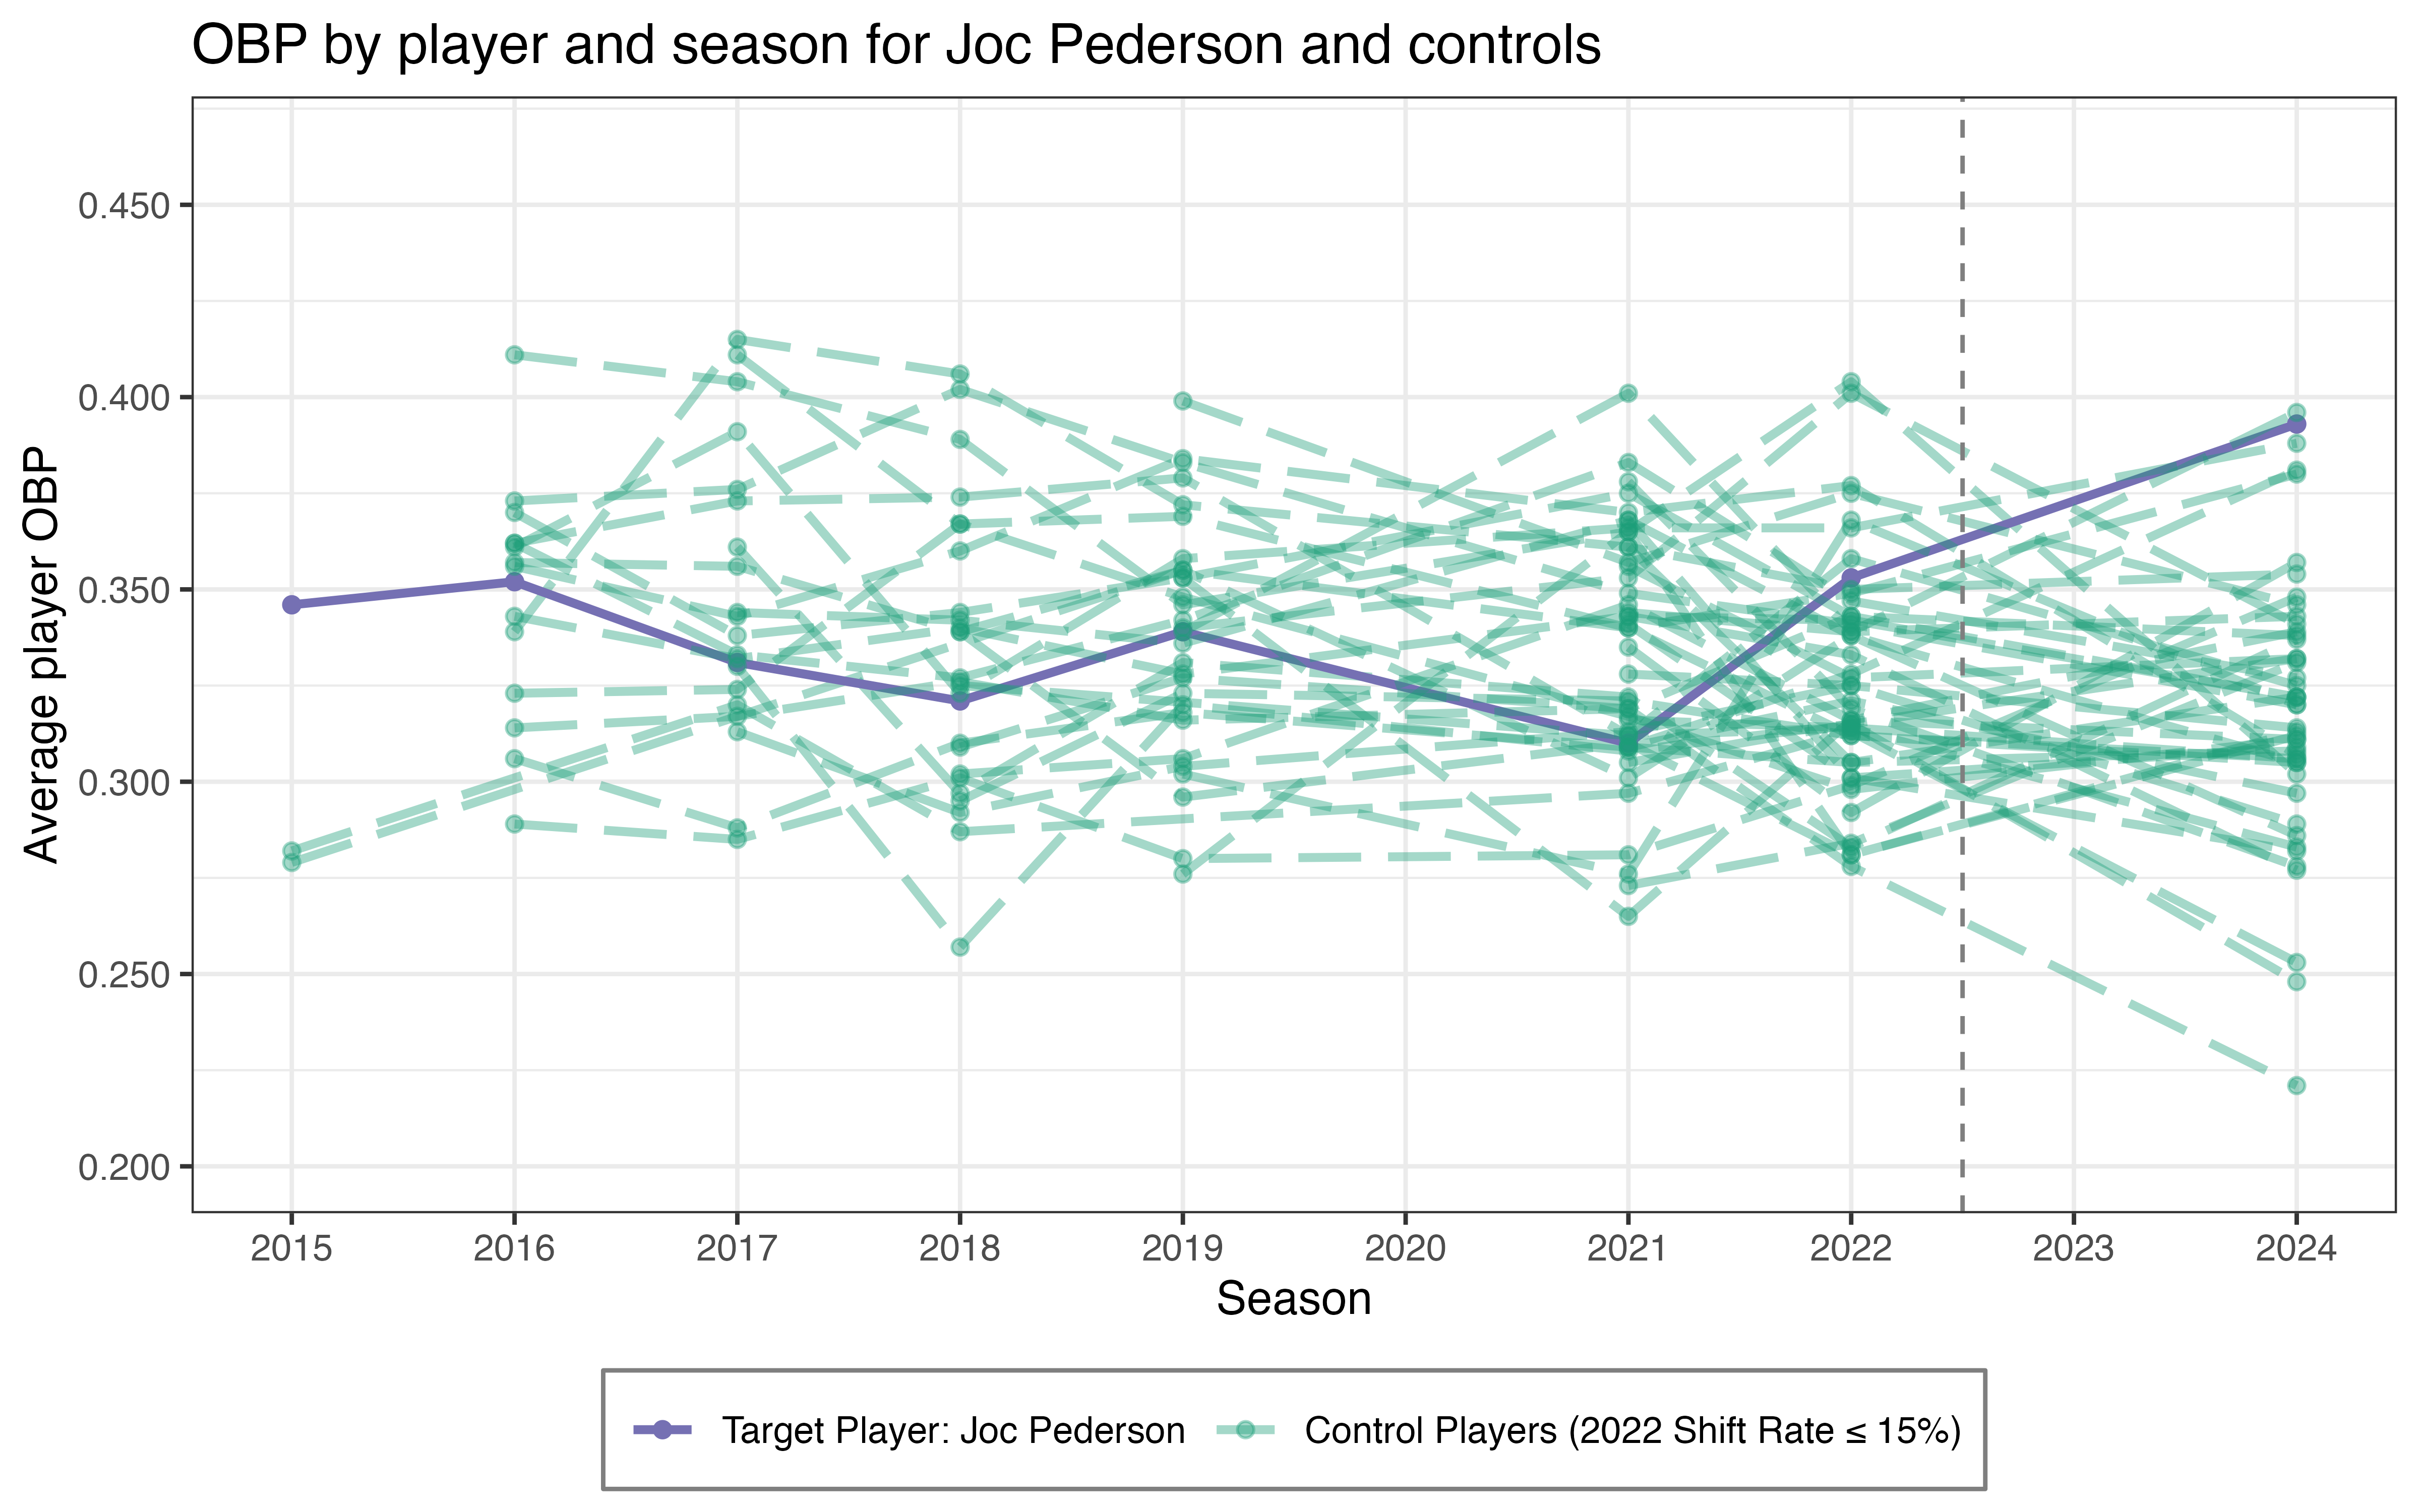 OBP by player and season for Joc Pederson and controls
Average player OBP
0.450
0.400
0.350
0.300
0.250
0.200
2015 2016 2017 2018 2019 2020 2021 2022 2023 2024
Season
Target Player: Joc Pederson Control Players (2022 Shift Rate ≤ 15%)